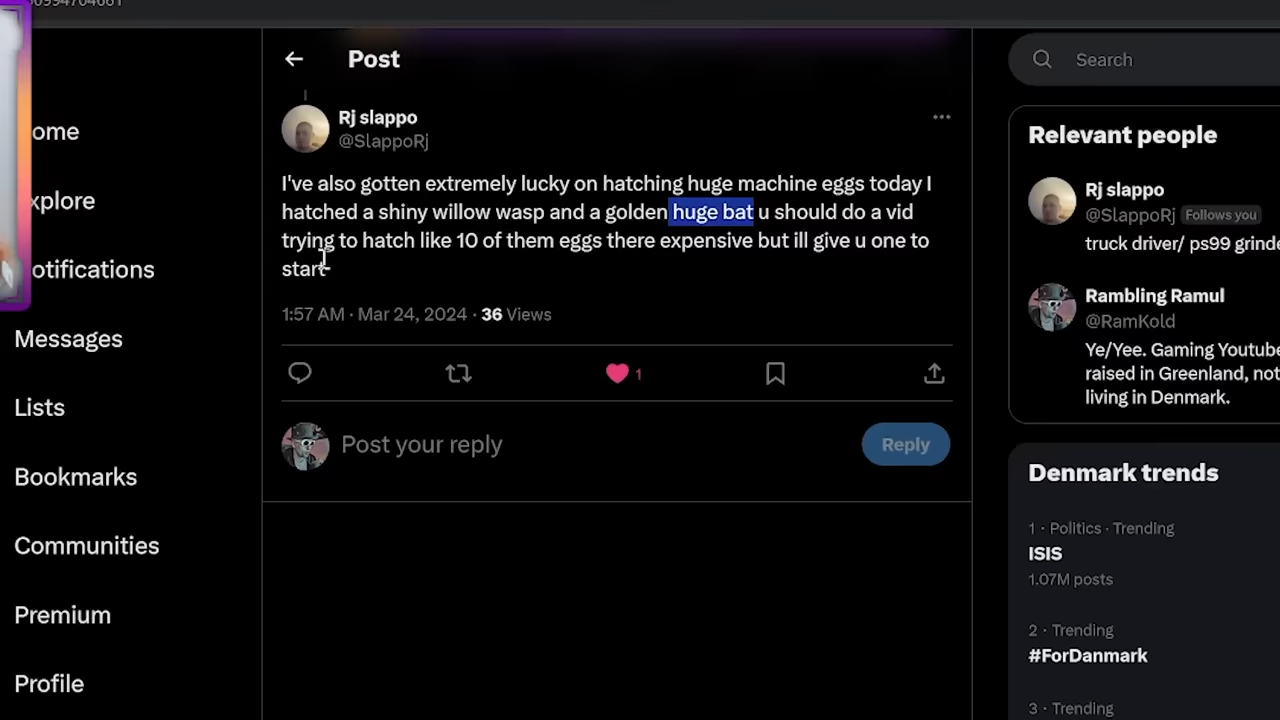 Post
Search
Rj slappo
@SlappoRj
I've also gotten extremely lucky on hatching huge machine eggs today I
hatched a shiny willow wasp and a golden huge bat u should do a vid
trying to hatch like 10 of them eggs there expensive but ill give u one to
start
1:57 AM · Mar 24, 2024 · 36 Views
1
Post your reply
Reply
ome
xplore
otifications
Messages
Lists
Bookmarks
Communities
Premium
Profile
Relevant people
Rj slappo
@SlappoRj Follows you
truck driver/ ps99 grinde
Rambling Ramul
@RamKold
Ye/Yee. Gaming Youtube
raised in Greenland, not
living in Denmark.
Denmark trends
1 · Politics · Trending
ISIS
1.07M posts
2 · Trending
#ForDanmark
3 · Trending